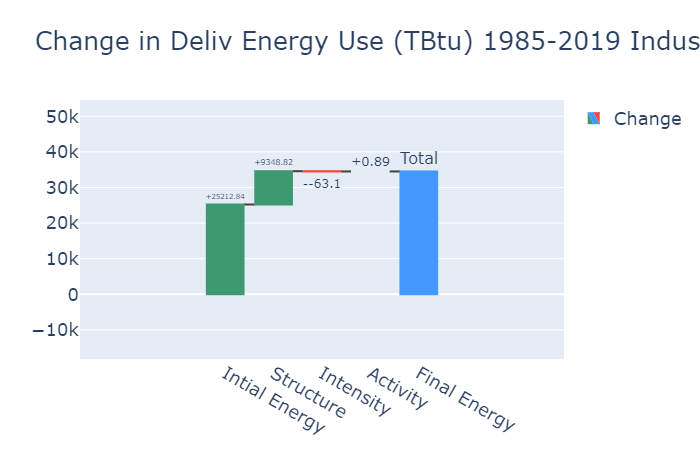 Change in Deliv Energy Use (TBtu) 1985-2019 Indus
50k
40k
30k
20k
10k
0
−10k
+25212.84
+9348.82
--63.1
+0.89
Total
Intial Energy
Structure
Intensity
Activity
Final Energy
Change